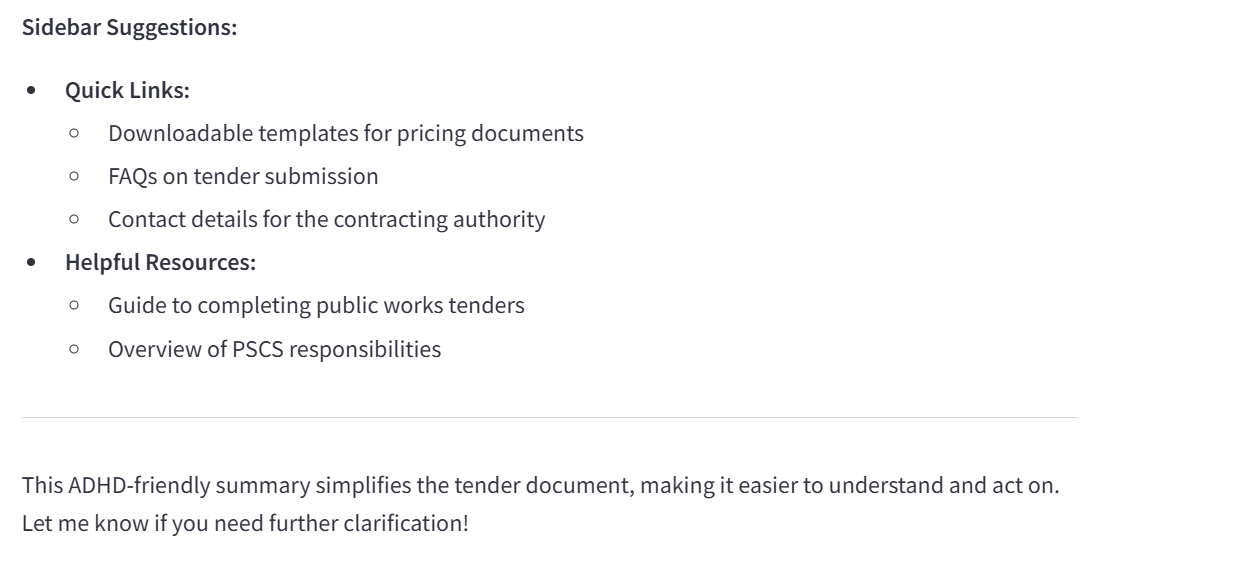 Sidebar Suggestions:
Quick Links:
Downloadable templates for pricing documents
FAQs on tender submission
Contact details for the contracting authority
Helpful Resources:
Guide to completing public works tenders
Overview of PSCS responsibilities
This ADHD-friendly summary simplifies the tender document, making it easier to understand and act on.
Let me know if you need further clarification!